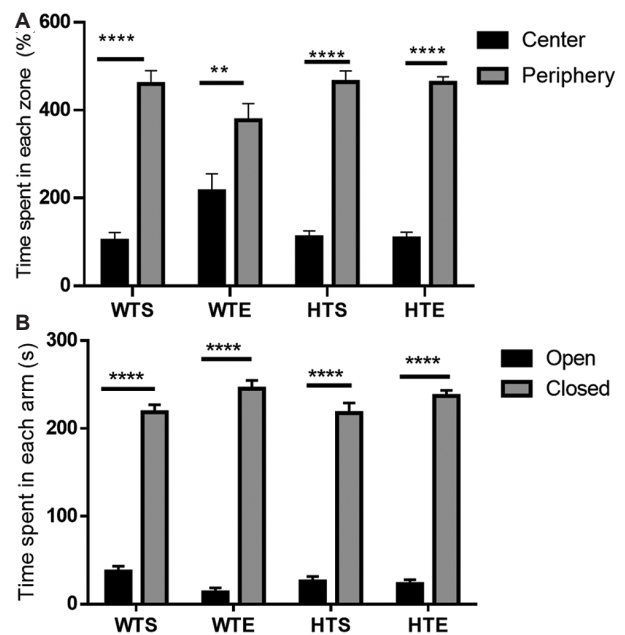 A
Time spent in each zone (%)
600
400
200
0
****
**
****
****
WTS
WTE
HTS
HTE
Center
Periphery
B
Time spent in each arm (s)
300
200
100
0
****
****
****
****
WTS
WTE
HTS
HTE
Open
Closed